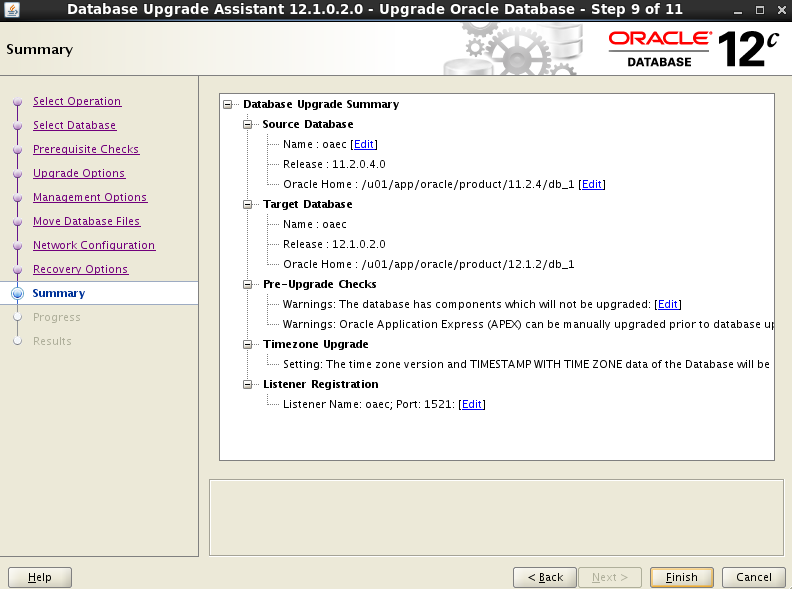 Database Upgrade Assistant 12.1.0.2.0 - Upgrade Oracle Database - Step 9 of 11
Summary
ORACLE
DATABASE
12c
Select Operation
Select Database
Prerequisite Checks
Upgrade Options
Management Options
Move Database Files
Network Configuration
Recovery Options
Summary
Progress
Results
Database Upgrade Summary
Source Database
Name : oaec [Edit]
Release : 11.2.0.4.0
Oracle Home : /u01/app/oracle/product/11.2.4/db_1 [Edit]
Target Database
Name : oaec
Release : 12.1.0.2.0
Oracle Home : /u01/app/oracle/product/12.1.2/db_1
Pre-Upgrade Checks
Warnings: The database has components which will not be upgraded: [Edit]
Warnings: Oracle Application Express (APEX) can be manually upgraded prior to database up
Timezone Upgrade
Setting: The time zone version and TIMESTAMP WITH TIME ZONE data of the Database will be
Listener Registration
Listener Name: oaec; Port: 1521: [Edit]
Help
< Back
Next >
Finish
Cancel